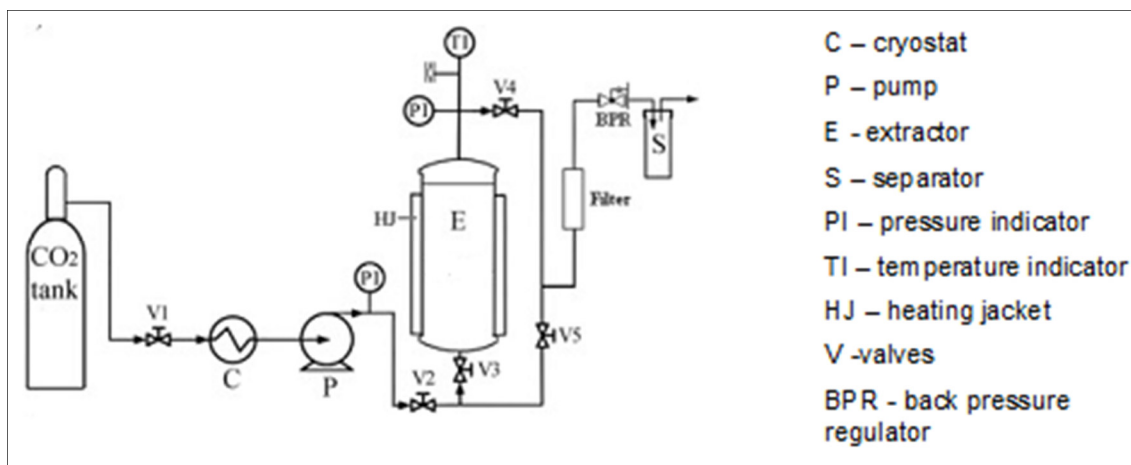 TI
V4
PI
BPR
S
Filter
HJ
E
CO2
tank
PI
V1
V5
C
P
V2
V3
C – cryostat
P – pump
E - extractor
S – separator
PI – pressure indicator
TI – temperature indicator
HJ – heating jacket
V -valves
BPR - back pressure
regulator